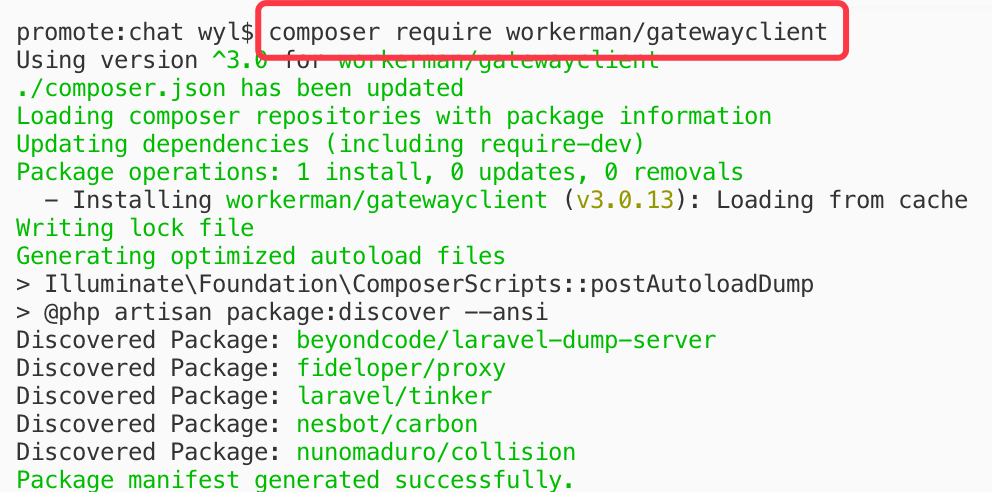 promote:chat wyl$ composer require workerman/gatewayclient
Using version ^3.0 for workerman/gatewayclient
./composer.json has been updated
Loading composer repositories with package information
Updating dependencies (including require-dev)
Package operations: 1 install, 0 updates, 0 removals
  - Installing workerman/gatewayclient (v3.0.13): Loading from cache
Writing lock file
Generating optimized autoload files
> Illuminate\Foundation\ComposerScripts::postAutoloadDump
> @php artisan package:discover --ansi
Discovered Package: beyondcode/laravel-dump-server
Discovered Package: fideloper/proxy
Discovered Package: laravel/tinker
Discovered Package: nesbot/carbon
Discovered Package: nunomaduro/collision
Package manifest generated successfully.